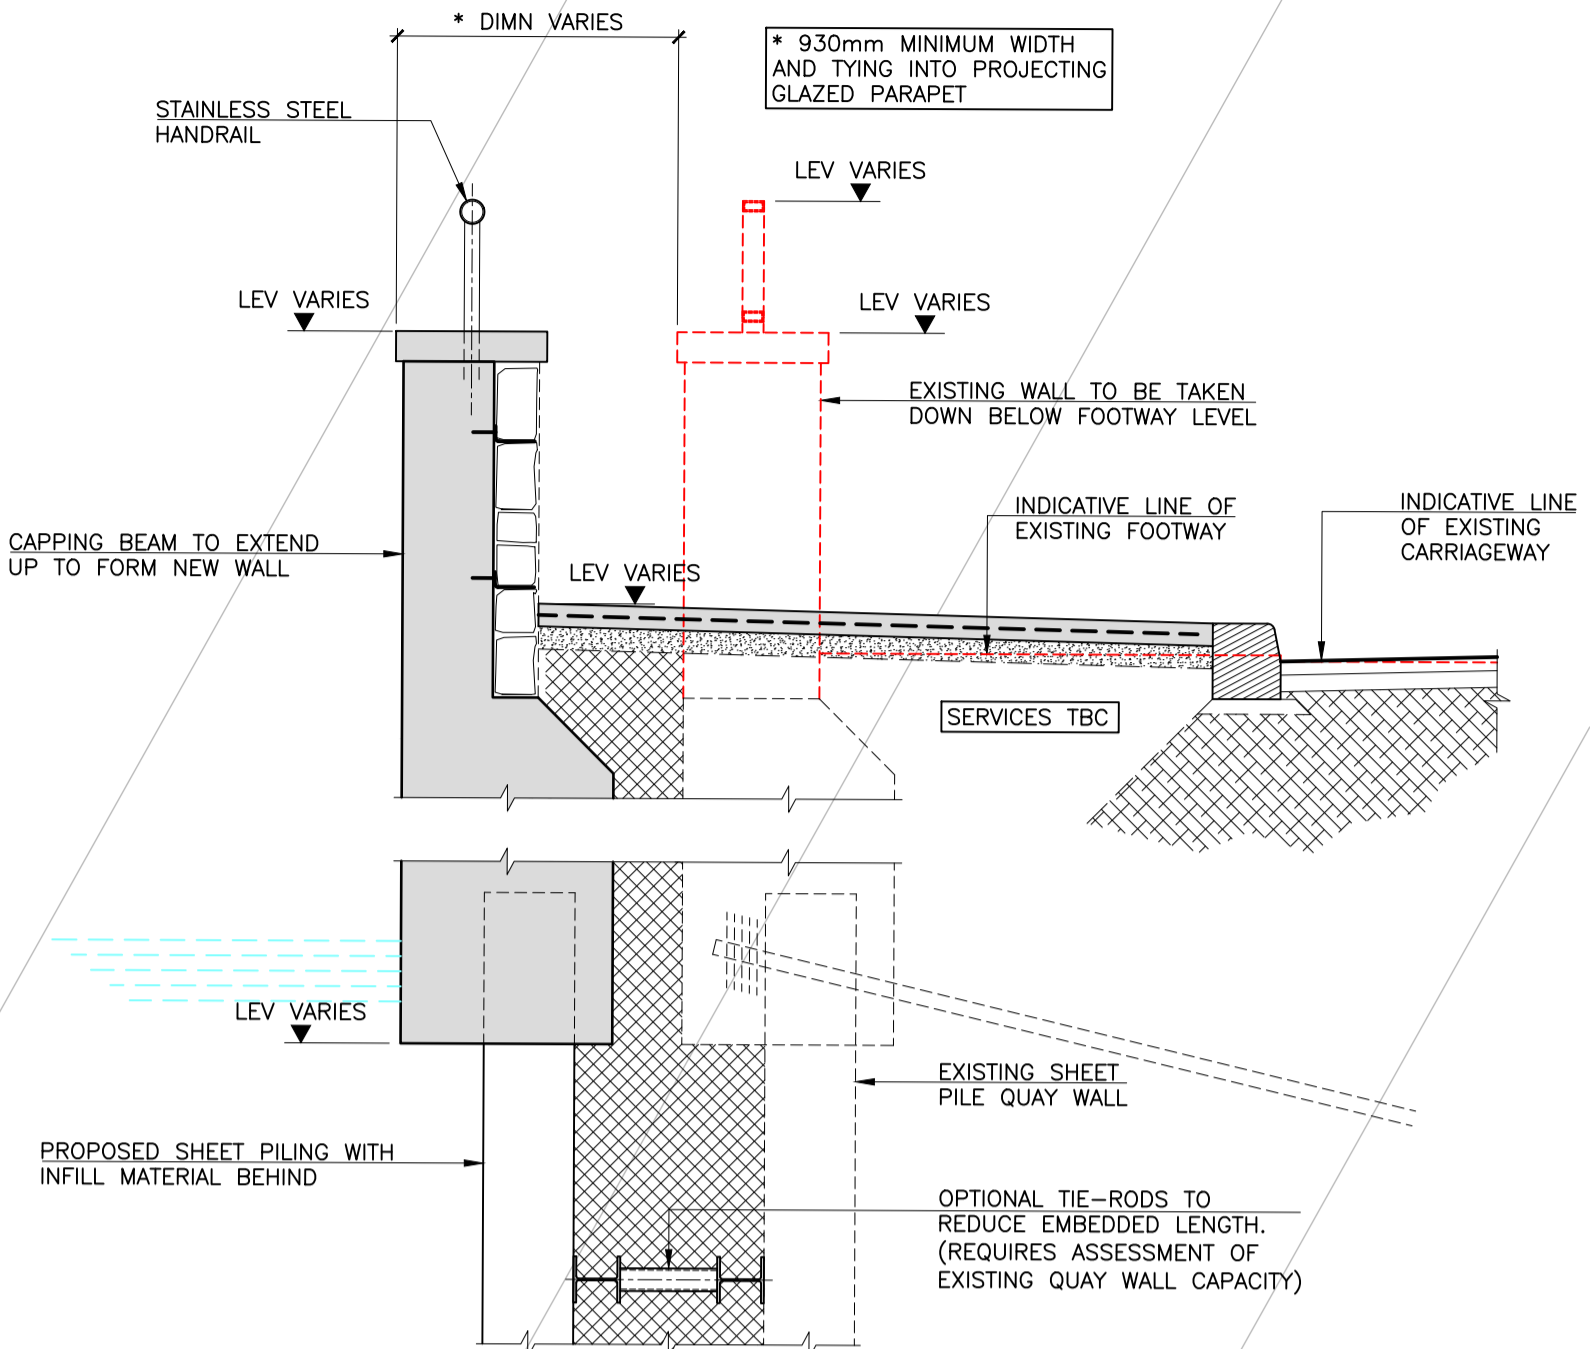 * DIMN VARIES
* 930mm MINIMUM WIDTH
AND TYING INTO PROJECTING
GLAZED PARAPET
STAINLESS STEEL
HANDRAIL
LEV VARIES
LEV VARIES
LEV VARIES
EXISTING WALL TO BE TAKEN
DOWN BELOW FOOTWAY LEVEL
INDICATIVE LINE OF
EXISTING FOOTWAY
INDICATIVE LINE
OF EXISTING
CARRIAGEWAY
CAPPING BEAM TO EXTEND
UP TO FORM NEW WALL
LEV VARIES
SERVICES TBC
LEV VARIES
EXISTING SHEET
PILE QUAY WALL
PROPOSED SHEET PILING WITH
INFILL MATERIAL BEHIND
OPTIONAL TIE-RODS TO
REDUCE EMBEDDED LENGTH.
(REQUIRES ASSESSMENT OF
EXISTING QUAY WALL CAPACITY)